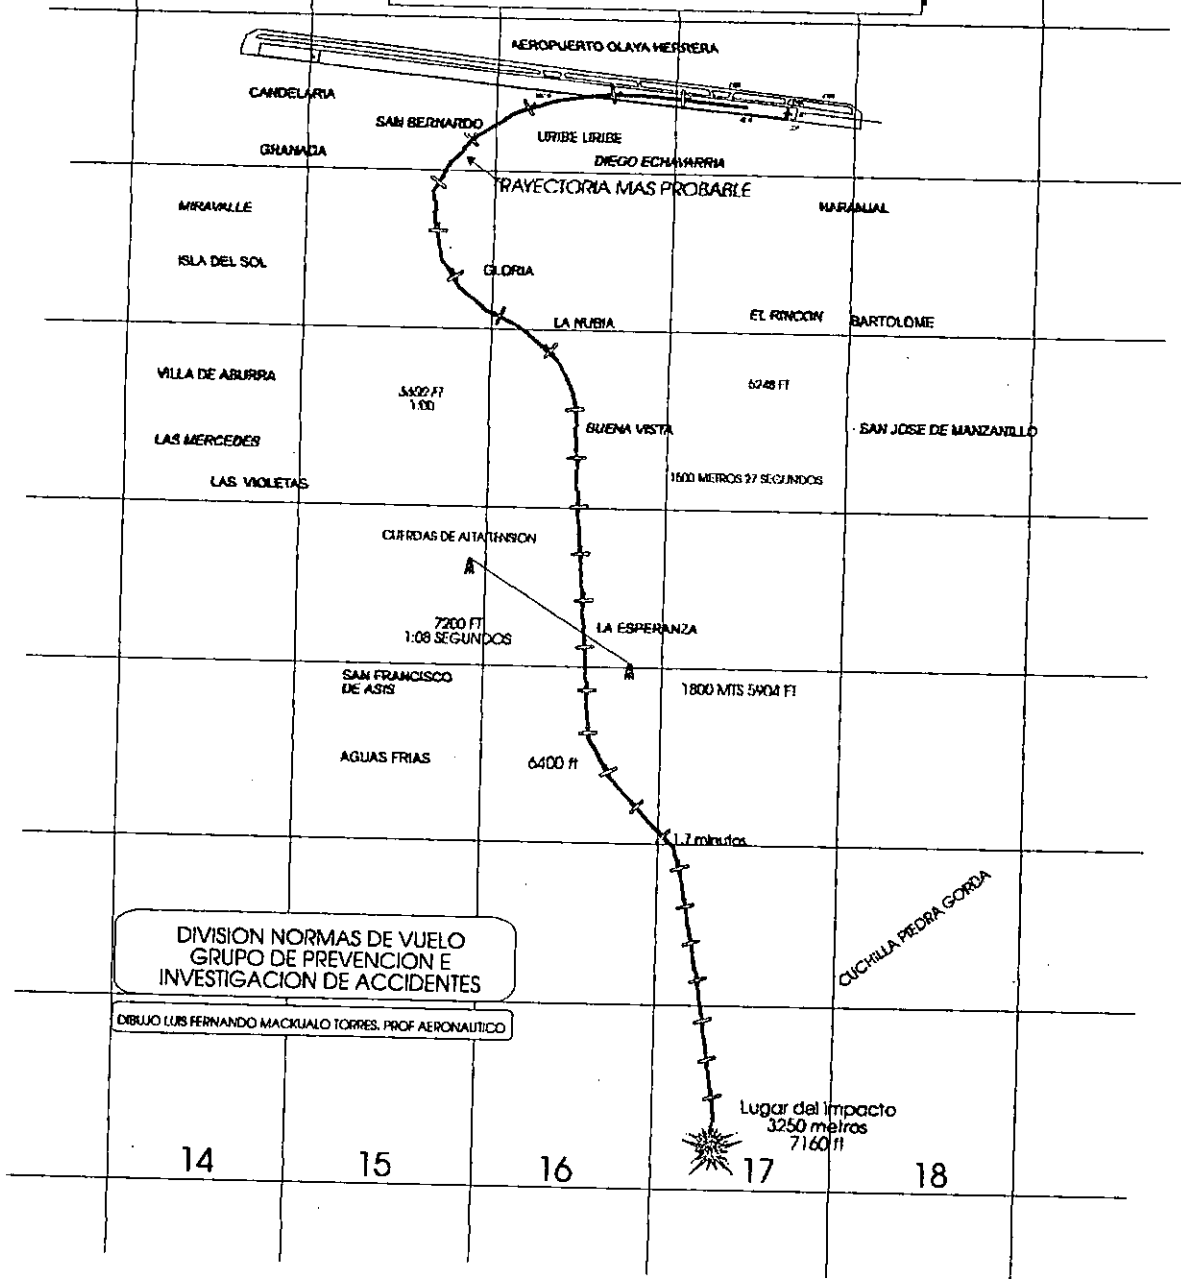 AEROPUERTO OLAYA HERRERA
CANDELARIA
SAN BERNARDO
URIBE URIBE
GRANADA
DIEGO ECHAVARRIA
TRAYECTORIA MAS PROBABLE
MIRAVALLE
NARANJAL
ISLA DEL SOL
GLORIA
LA NUBIA
EL RINCON
BARTOLOME
VILLA DE ABURRA
5248 FT
1:00
BUENA VISTA
SAN JOSE DE MANZANILLO
LAS MERCEDES
LAS VIOLETAS
1600 METROS 27 SEGUNDOS
CUERDAS DE ALTA TENSION
7200 FT
1:08 SEGUNDOS
LA ESPERANZA
SAN FRANCISCO
DE ASIS
1800 MTS 5904 FT
AGUAS FRIAS
6400 ft
1.7 minutos
CUCHILLA PIEDRA GORDA
DIVISION NORMAS DE VUELO
GRUPO DE PREVENCION E
INVESTIGACION DE ACCIDENTES
DIBUJO LUIS FERNANDO MACKUALO TORRES. PROF AERONAUTICO
Lugar del impacto
3250 metros
7160 ft
14
15
16
17
18